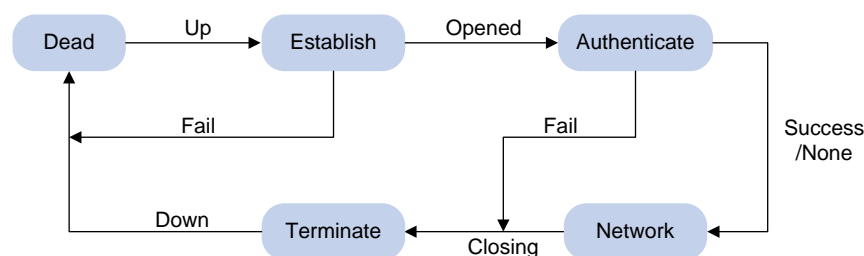 Dead
Up
Establish
Opened
Authenticate
Fail
Fail
Success
/None
Down
Terminate
Closing
Network